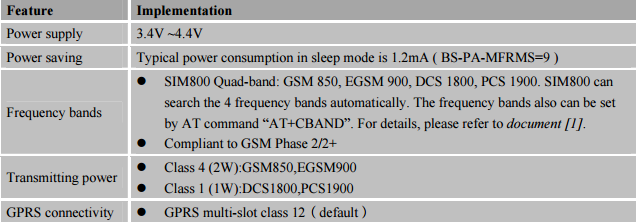 Feature Implementation
Power supply 3.4V ~4.4V
Power saving Typical power consumption in sleep mode is 1.2mA ( BS-PA-MFRMS=9 )
Frequency bands
● SIM800 Quad-band: GSM 850, EGSM 900, DCS 1800, PCS 1900. SIM800 can
search the 4 frequency bands automatically. The frequency bands also can be set
by AT command “AT+CBAND”. For details, please refer to document [1].
● Compliant to GSM Phase 2/2+
Transmitting power
● Class 4 (2W):GSM850,EGSM900
● Class 1 (1W):DCS1800,PCS1900
GPRS connectivity ● GPRS multi-slot class 12（default）